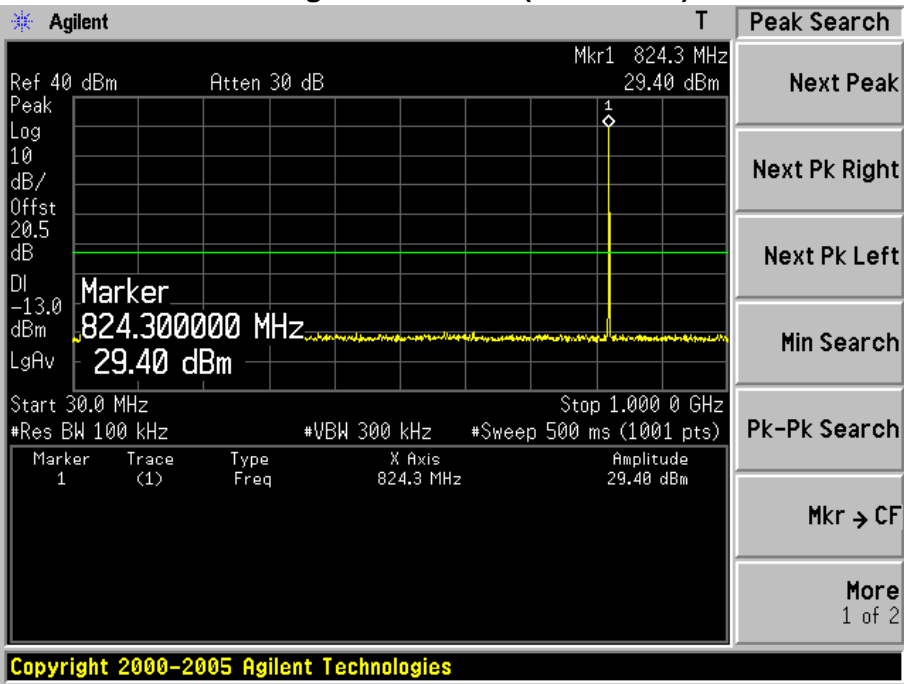 Agilent T Peak Search
Mkr1 824.3 MHz
Ref 40 dBm Atten 30 dB 29.40 dBm
Peak
Log
10
dB/
Offst
20.5
dB
DI
-13.0
dBm
LgAv
1
Marker
824.300000 MHz
29.40 dBm
Start 30.0 MHz Stop 1.000 0 GHz
#Res BW 100 kHz #VBW 300 kHz #Sweep 500 ms (1001 pts)
Marker Trace Type X Axis Amplitude
1 (1) Freq 824.3 MHz 29.40 dBm
Next Peak
Next Pk Right
Next Pk Left
Min Search
Pk-Pk Search
Mkr → CF
More
1 of 2
Copyright 2000-2005 Agilent Technologies